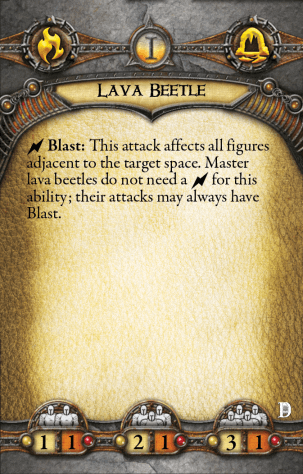 I
LAVA BEETLE
Blast: This attack affects all figures
adjacent to the target space. Master
lava beetles do not need a for this
ability; their attacks may always have
Blast.
D
1 1 2 1 3 1